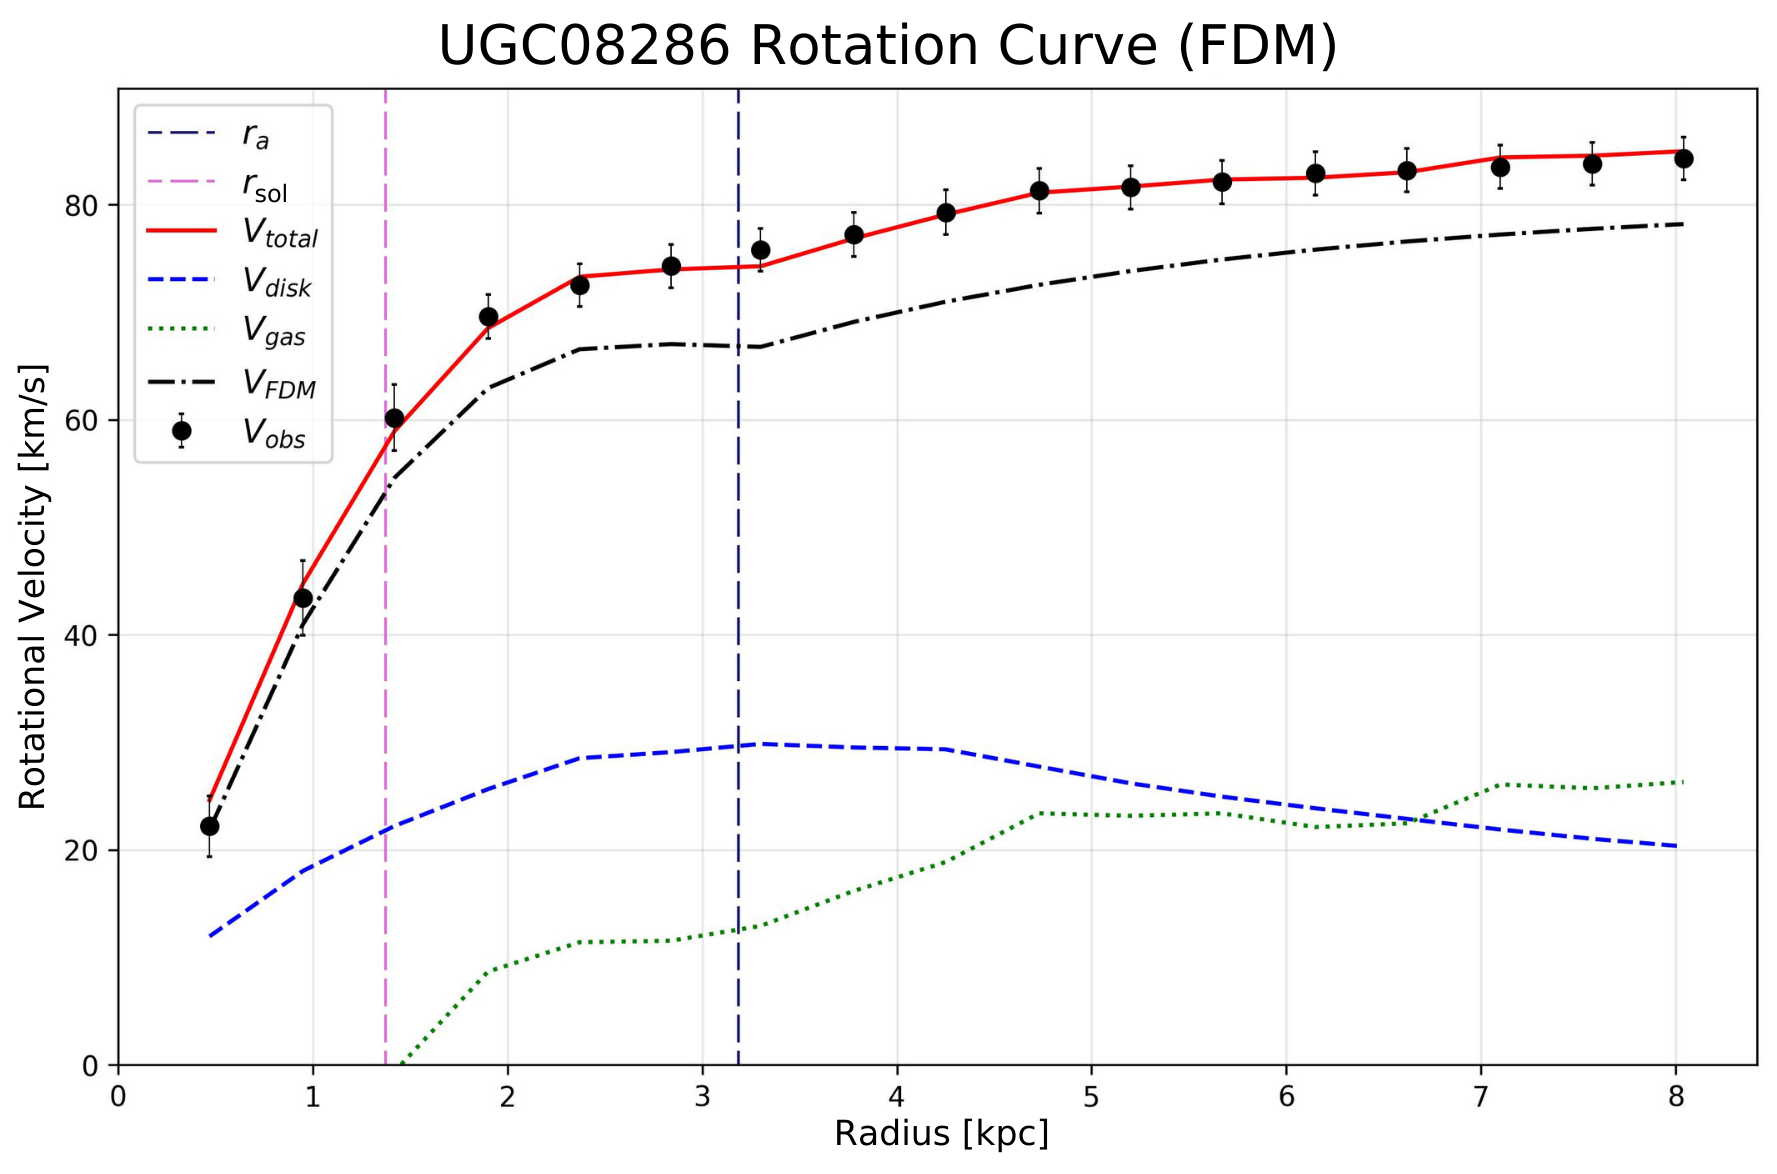 UGC08286 Rotation Curve (FDM)
r_a
r_sol
V_total
V_disk
V_gas
V_FDM
V_obs
Rotational Velocity [km/s]
80
60
40
20
0
0 1 2 3 4 5 6 7 8
Radius [kpc]